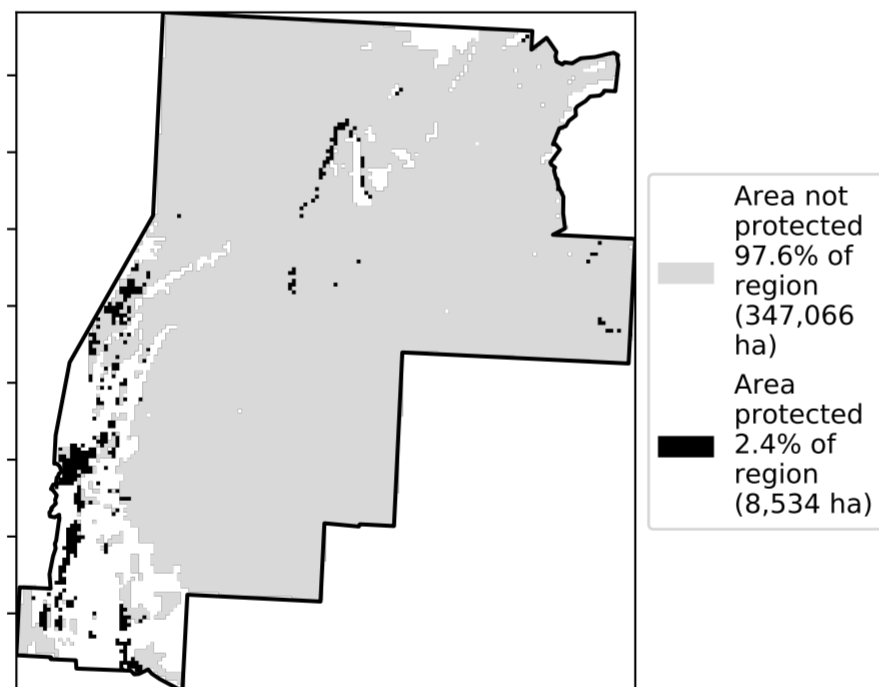 Area not
protected
97.6% of
region
(347,066
ha)
Area
protected
2.4% of
region
(8,534 ha)